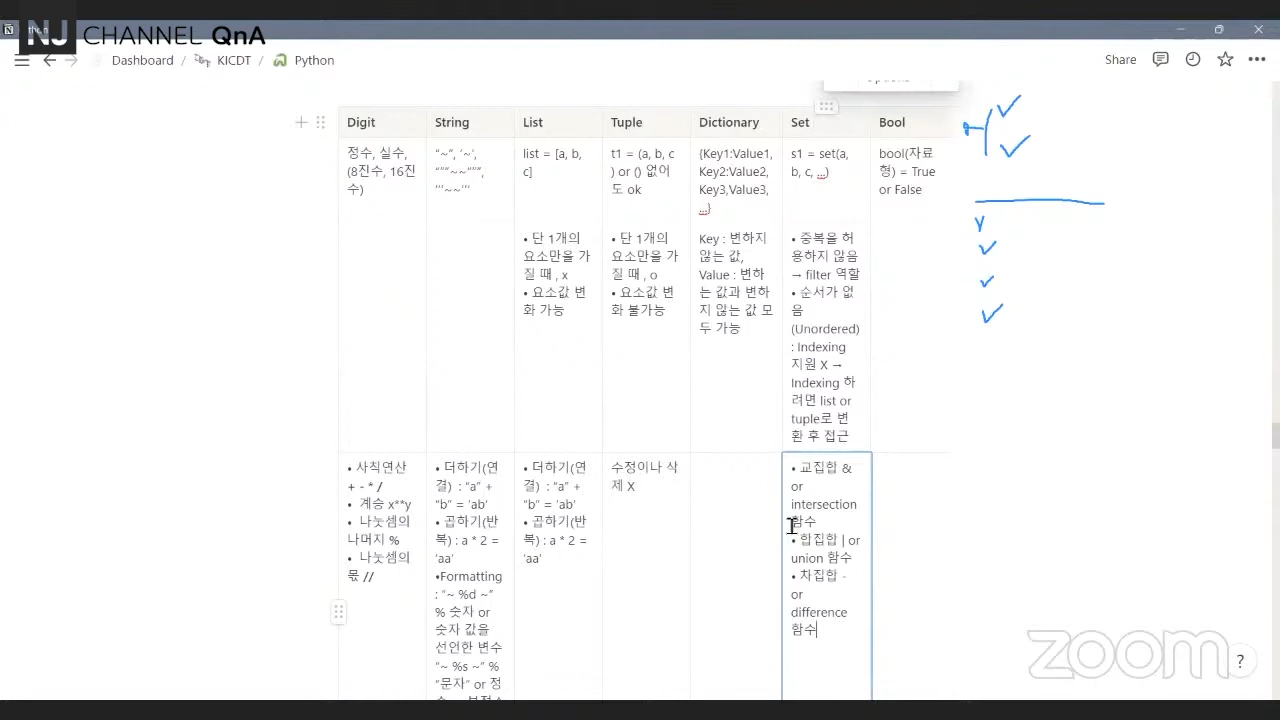 NJ CHANNEL QnA
Dashboard / KICDT / Python
Share
Digit
String
List
Tuple
Dictionary
Set
Bool
정수, 실수,
(8진수, 16진
수)
"~", '~',
"""~~""",
'''~~'''
list = [a, b,
c]
t1 = (a, b, c
) or () 없어
도 ok
{Key1:Value1,
Key2:Value2,
Key3,Value3,
...}
s1 = set(a,
b, c, ...)
bool(자료
형) = True
or False
• 단 1개의
요소만을 가
질 때 , x
• 요소값 변
화 가능
• 단 1개의
요소만을 가
질 때 , o
• 요소값 변
화 불가능
Key : 변하지
않는 값,
Value : 변하
는 값과 변하
지 않는 값 모
두 가능
• 중복을 허
용하지 않음
→ filter 역할
• 순서가 없
음
(Unordered)
: Indexing
지원 X →
Indexing 하
려면 list or
tuple로 변
환 후 접근
• 사칙연산
+ - * /
• 계승 x**y
• 나눗셈의
나머지 %
• 나눗셈의
몫 //
• 더하기(연
결) : "a" +
"b" = 'ab'
• 곱하기(반
복) : a * 2 =
'aa'
•Formatting
: "~ %d ~"
% 숫자 or
숫자 값을
선언한 변수
"~ %s ~" %
"문자" or 정
• 더하기(연
결) : "a" +
"b" = 'ab'
• 곱하기(반
복) : a * 2 =
'aa'
수정이나 삭
제 X
• 교집합 &
or
intersection
함수
• 합집합 | or
union 함수
• 차집합 -
or
difference
함수
zoom
?